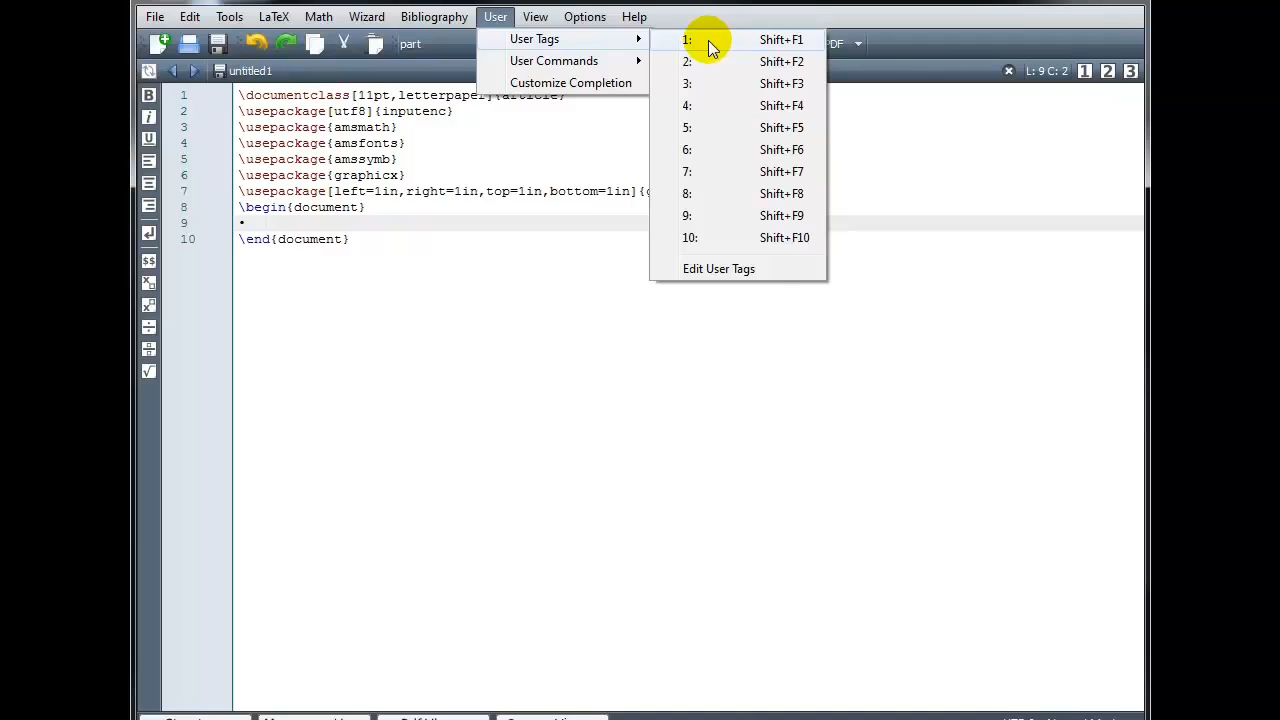 File Edit Tools LaTeX Math Wizard Bibliography User View Options Help
part
PDF
User Tags
User Commands
Customize Completion
1: Shift+F1
2: Shift+F2
3: Shift+F3
4: Shift+F4
5: Shift+F5
6: Shift+F6
7: Shift+F7
8: Shift+F8
9: Shift+F9
10: Shift+F10
Edit User Tags
untitled1
L: 9 C: 2 1 2 3
B
i
U
$$
1 \documentclass[11pt,letterpaper]{article}
2 \usepackage[utf8]{inputenc}
3 \usepackage{amsmath}
4 \usepackage{amsfonts}
5 \usepackage{amssymb}
6 \usepackage{graphicx}
7 \usepackage[left=1in,right=1in,top=1in,bottom=1in]{
8 \begin{document}
9 •
10 \end{document}